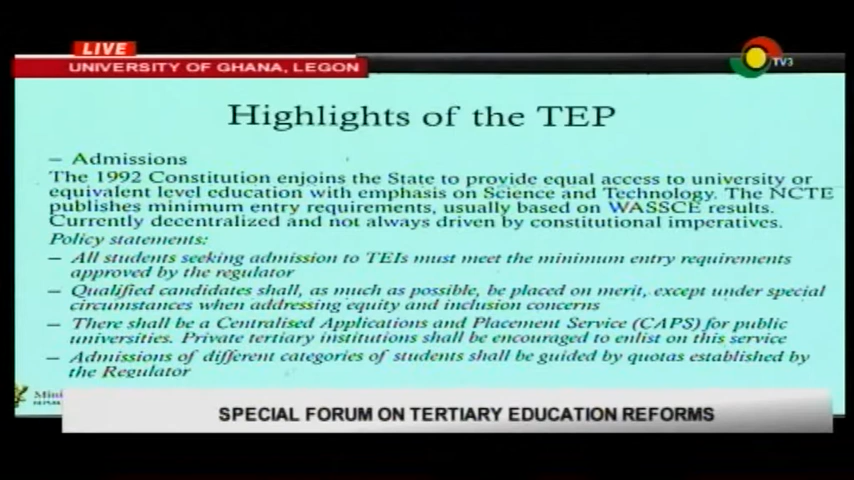 LIVE
UNIVERSITY OF GHANA, LEGON
TV3
Highlights of the TEP
– Admissions
The 1992 Constitution enjoins the State to provide equal access to university or
equivalent level education with emphasis on Science and Technology. The NCTE
publishes minimum entry requirements, usually based on WASSCE results.
Currently decentralized and not always driven by constitutional imperatives.
Policy statements:
– All students seeking admission to TEIs must meet the minimum entry requirements
approved by the regulator
– Qualified candidates shall, as much as possible, be placed on merit, except under special
circumstances when addressing equity and inclusion concerns
– There shall be a Centralised Applications and Placement Service (CAPS) for public
universities. Private tertiary institutions shall be encouraged to enlist on this service
– Admissions of different categories of students shall be guided by quotas established by
the Regulator
SPECIAL FORUM ON TERTIARY EDUCATION REFORMS